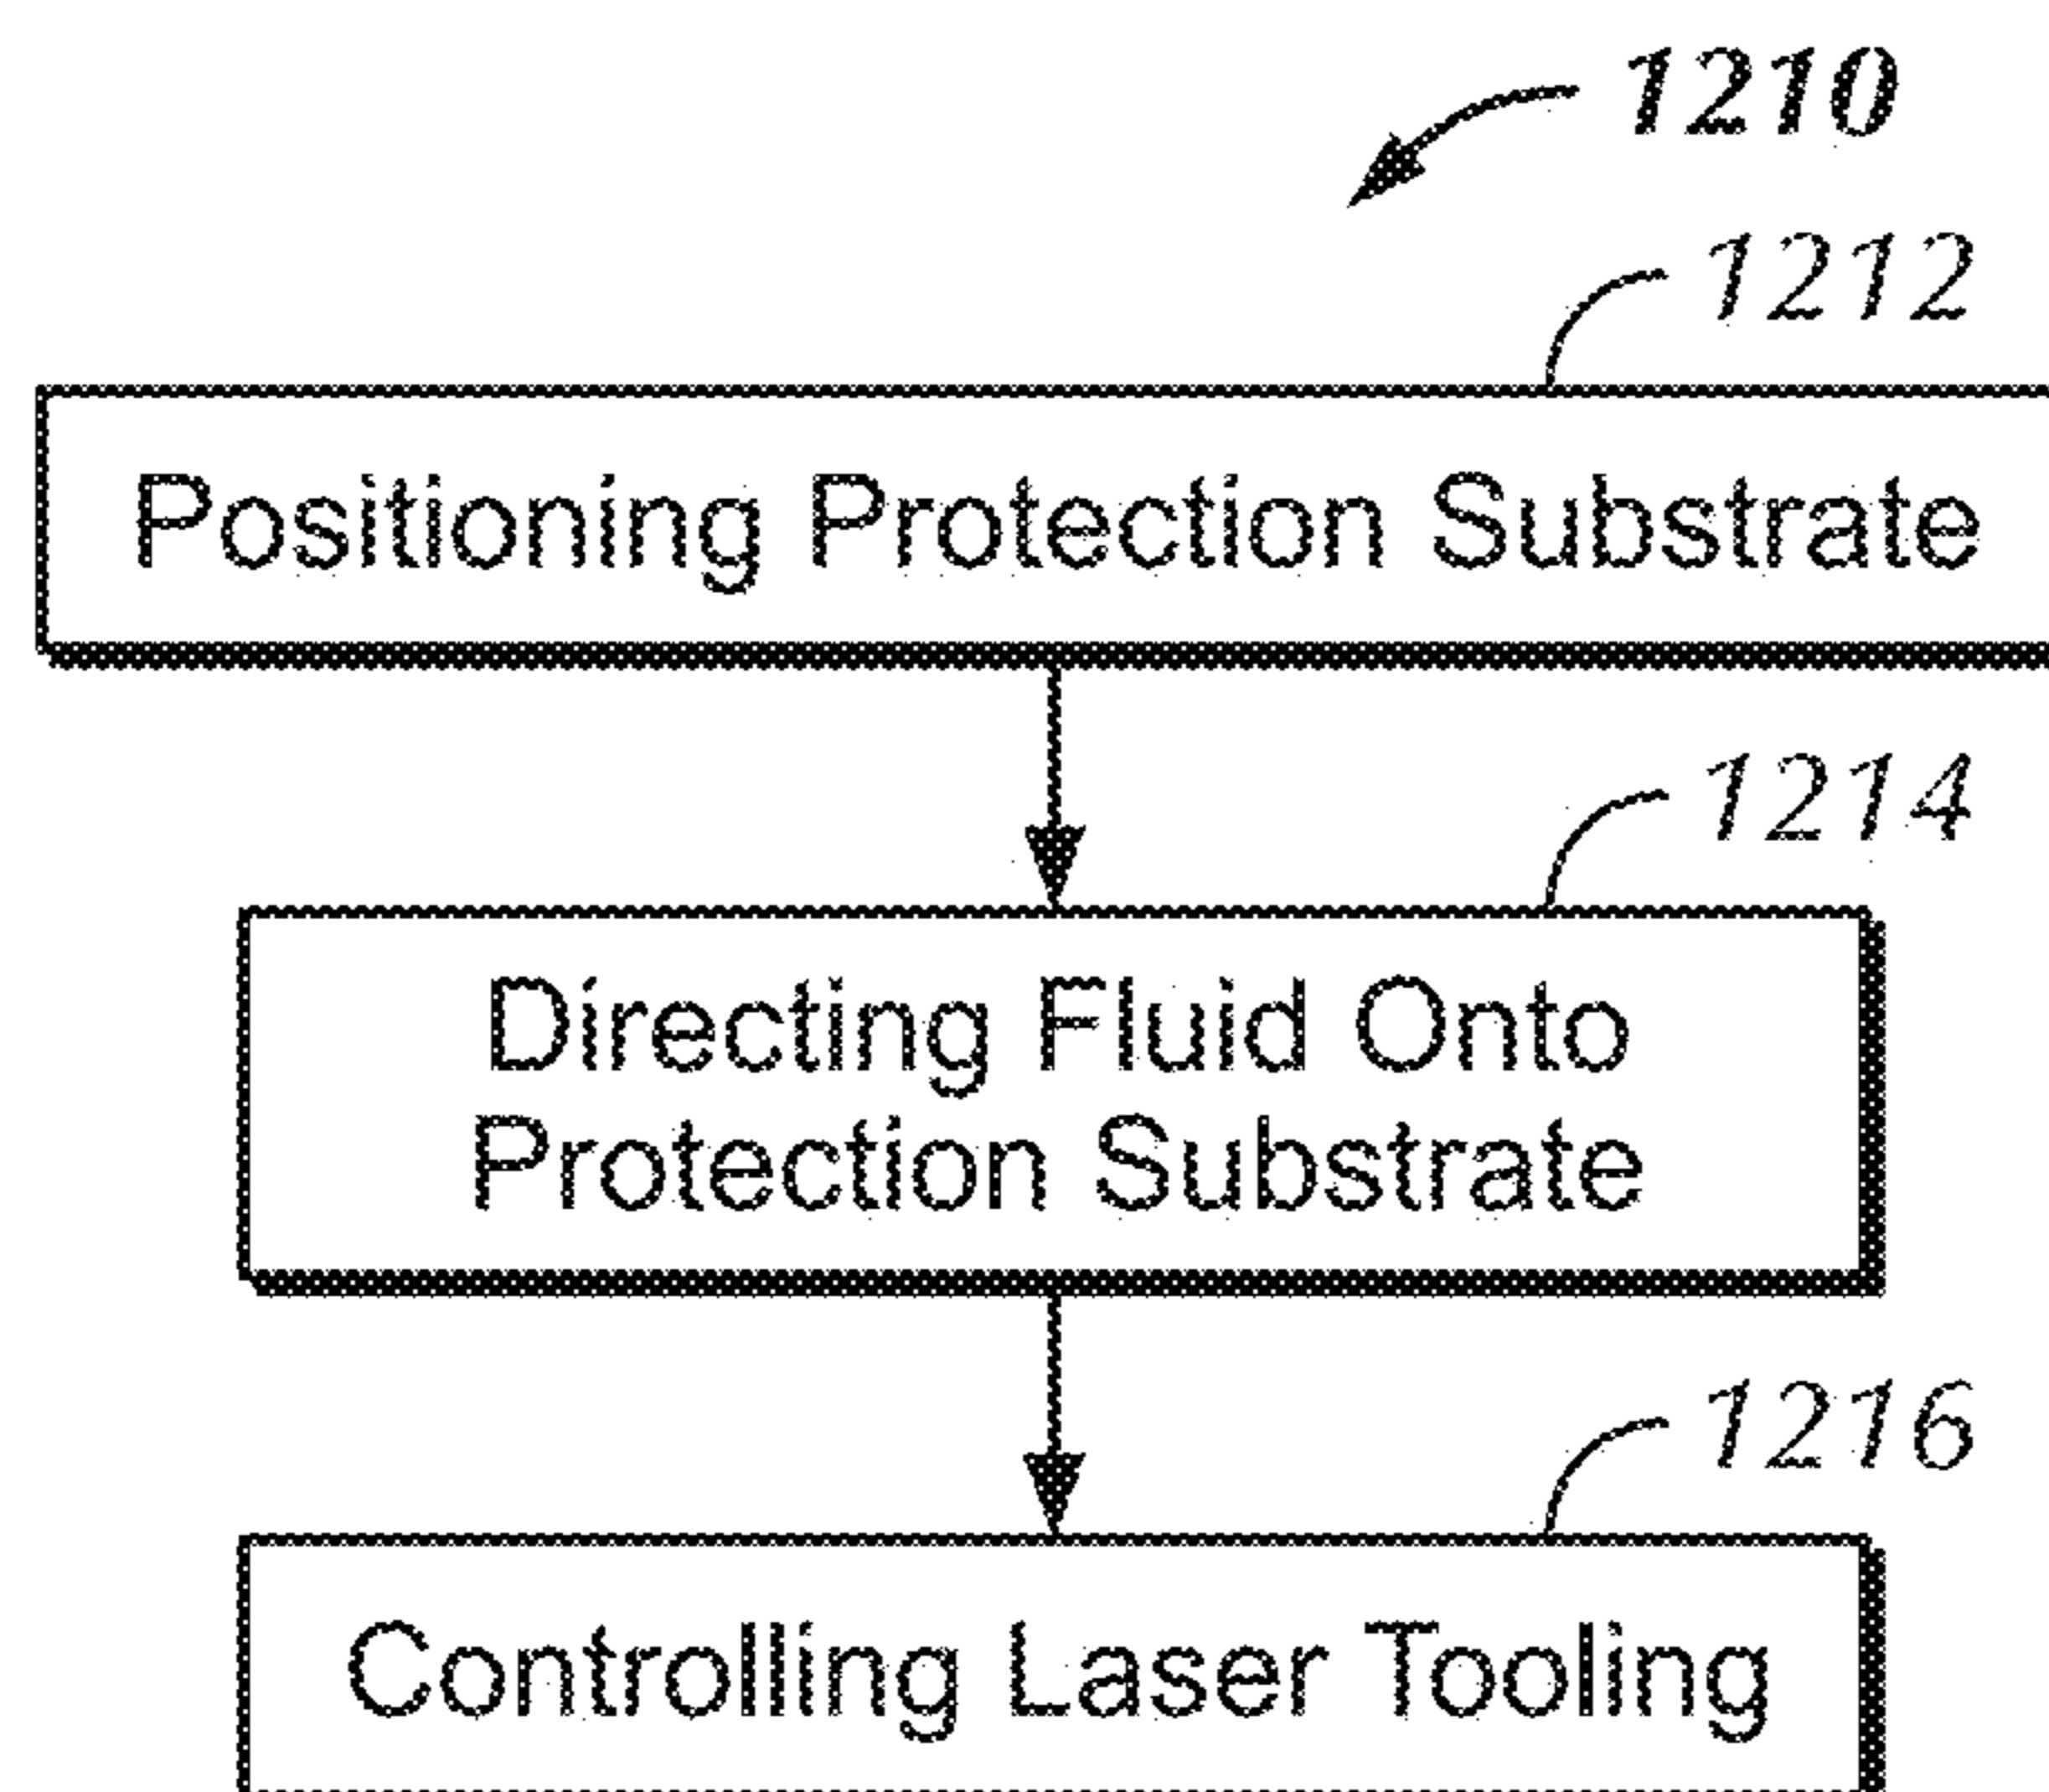 1210
1212
Positioning Protection Substrate
1214
Directing Fluid Onto
Protection Substrate
1216
Controlling Laser Tooling